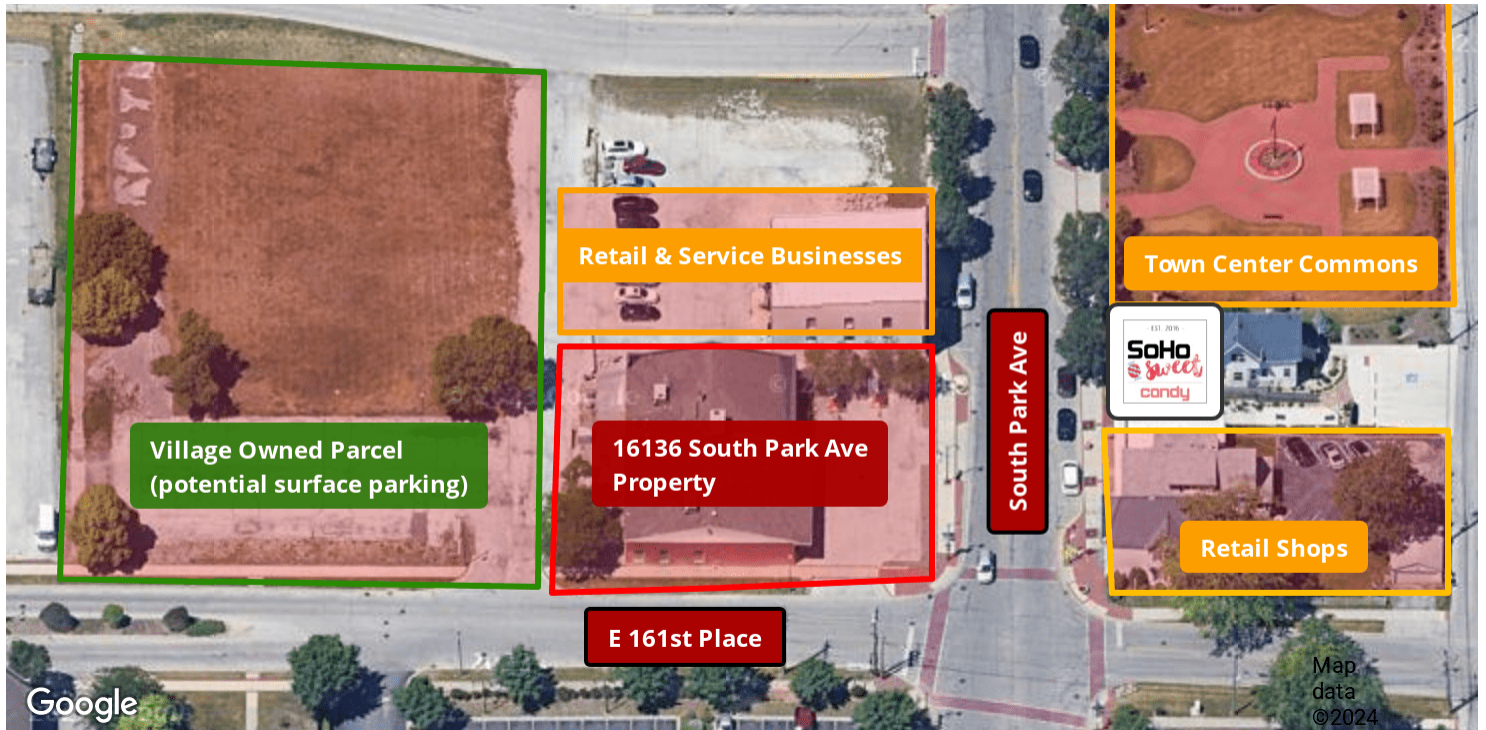 Retail & Service Businesses
Town Center Commons
· EST. 2016 ·
SoHo
sweet
candy
Village Owned Parcel
(potential surface parking)
16136 South Park Ave
Property
South Park Ave
Retail Shops
E 161st Place
Google
Map
data
©2024